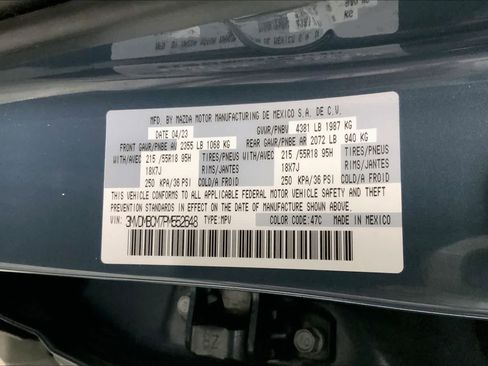 MFD. BY MAZDA MOTOR MANUFACTURING DE MEXICO S.A. DE C.V.
DATE 04/23 GVWR/PNBV 4381 LB 1987 KG
FRONT GAWR/PNBE AV 2355 LB 1068 KG REAR GAWR/PNBE AR 2072 LB 940 KG
WITH/AVEC 215 /55R18 95H TIRES/PNEUS WITH/AVEC 215 /55R18 95H TIRES/PNEUS
18X7J RIMS/JANTES 18X7J RIMS/JANTES
250 KPA/36 PSI COLD/A FROID 250 KPA/36 PSI COLD/A FROID
THIS VEHICLE CONFORMS TO ALL APPLICABLE FEDERAL MOTOR VEHICLE SAFETY AND THEFT
PREVENTION STANDARDS IN EFFECT ON THE DATE OF MANUFACTURE SHOWN ABOVE.
VIN: 3MVDMBCM7PM552648 TYPE: MPV COLOR CODE: 47C MADE IN MEXICO